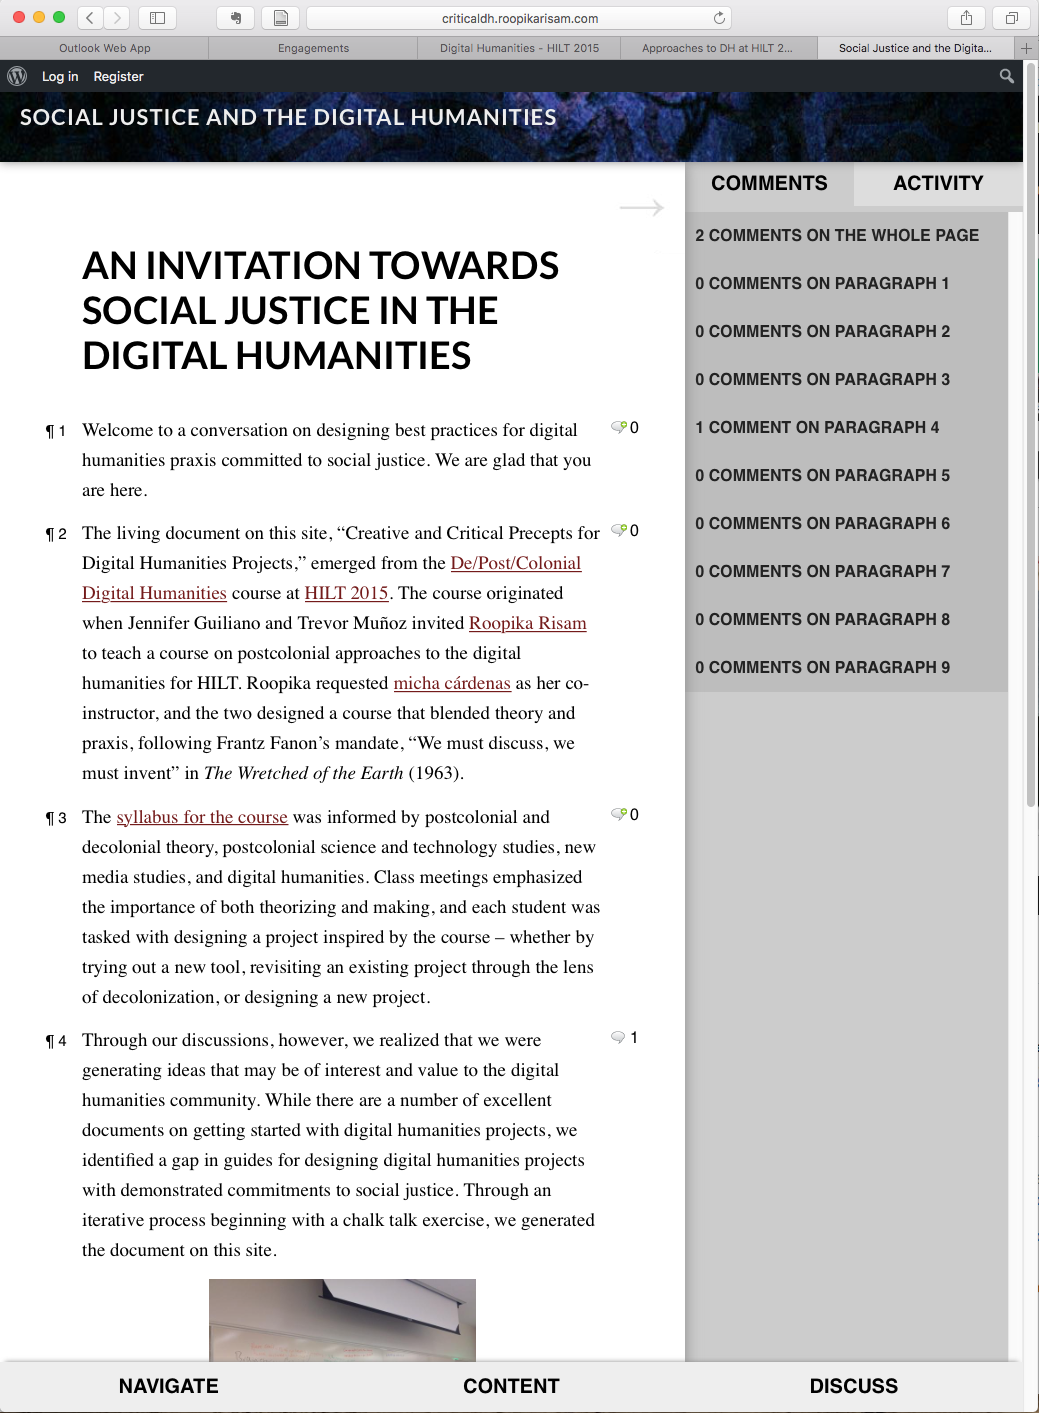 criticaldh.roopikarisam.com
Outlook Web App
Engagements
Digital Humanities - HILT 2015
Approaches to DH at HILT 2...
Social Justice and the Digita...
Log in
Register
SOCIAL JUSTICE AND THE DIGITAL HUMANITIES
AN INVITATION TOWARDS
SOCIAL JUSTICE IN THE
DIGITAL HUMANITIES
¶ 1 Welcome to a conversation on designing best practices for digital 0
humanities praxis committed to social justice. We are glad that you
are here.
¶ 2 The living document on this site, “Creative and Critical Precepts for 0
Digital Humanities Projects,” emerged from the De/Post/Colonial
Digital Humanities course at HILT 2015. The course originated
when Jennifer Guiliano and Trevor Muñoz invited Roopika Risam
to teach a course on postcolonial approaches to the digital
humanities for HILT. Roopika requested micha cárdenas as her co-
instructor, and the two designed a course that blended theory and
praxis, following Frantz Fanon’s mandate, “We must discuss, we
must invent” in The Wretched of the Earth (1963).
¶ 3 The syllabus for the course was informed by postcolonial and 0
decolonial theory, postcolonial science and technology studies, new
media studies, and digital humanities. Class meetings emphasized
the importance of both theorizing and making, and each student was
tasked with designing a project inspired by the course – whether by
trying out a new tool, revisiting an existing project through the lens
of decolonization, or designing a new project.
¶ 4 Through our discussions, however, we realized that we were 1
generating ideas that may be of interest and value to the digital
humanities community. While there are a number of excellent
documents on getting started with digital humanities projects, we
identified a gap in guides for designing digital humanities projects
with demonstrated commitments to social justice. Through an
iterative process beginning with a chalk talk exercise, we generated
the document on this site.
COMMENTS
ACTIVITY
2 COMMENTS ON THE WHOLE PAGE
0 COMMENTS ON PARAGRAPH 1
0 COMMENTS ON PARAGRAPH 2
0 COMMENTS ON PARAGRAPH 3
1 COMMENT ON PARAGRAPH 4
0 COMMENTS ON PARAGRAPH 5
0 COMMENTS ON PARAGRAPH 6
0 COMMENTS ON PARAGRAPH 7
0 COMMENTS ON PARAGRAPH 8
0 COMMENTS ON PARAGRAPH 9
NAVIGATE
CONTENT
DISCUSS